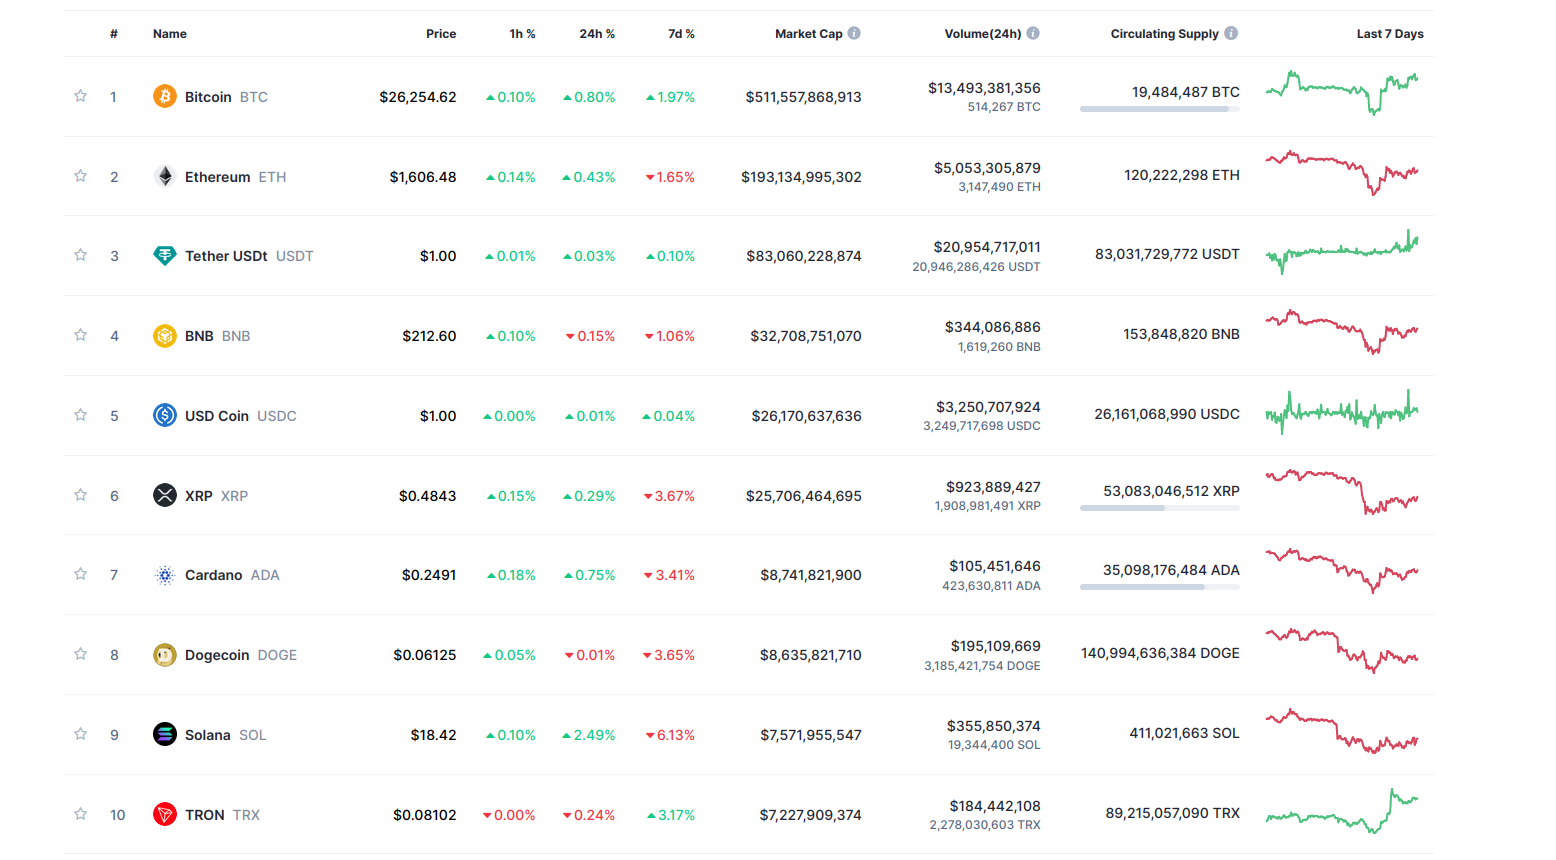 # Name Price 1h % 24h % 7d % Market Cap Volume(24h) Circulating Supply Last 7 Days
1 Bitcoin BTC $26,254.62 0.10% 0.80% 1.97% $511,557,868,913 $13,493,381,356 19,484,487 BTC
514,267 BTC
2 Ethereum ETH $1,606.48 0.14% 0.43% 1.65% $193,134,995,302 $5,053,305,879 120,222,298 ETH
3,147,490 ETH
3 Tether USDt USDT $1.00 0.01% 0.03% 0.10% $83,060,228,874 $20,954,717,011 83,031,729,772 USDT
20,946,286,426 USDT
4 BNB BNB $212.60 0.10% 0.15% 1.06% $32,708,751,070 $344,086,886 153,848,820 BNB
1,619,260 BNB
5 USD Coin USDC $1.00 0.00% 0.01% 0.04% $26,170,637,636 $3,250,707,924 26,161,068,990 USDC
3,249,717,698 USDC
6 XRP XRP $0.4843 0.15% 0.29% 3.67% $25,706,464,695 $923,889,427 53,083,046,512 XRP
1,908,981,491 XRP
7 Cardano ADA $0.2491 0.18% 0.75% 3.41% $8,741,821,900 $105,451,646 35,098,176,484 ADA
423,630,811 ADA
8 Dogecoin DOGE $0.06125 0.05% 0.01% 3.65% $8,635,821,710 $195,109,669 140,994,636,384 DOGE
3,185,421,754 DOGE
9 Solana SOL $18.42 0.10% 2.49% 6.13% $7,571,955,547 $355,850,374 411,021,663 SOL
19,344,400 SOL
10 TRON TRX $0.08102 0.00% 0.24% 3.17% $7,227,909,374 $184,442,108 89,215,057,090 TRX
2,278,030,603 TRX